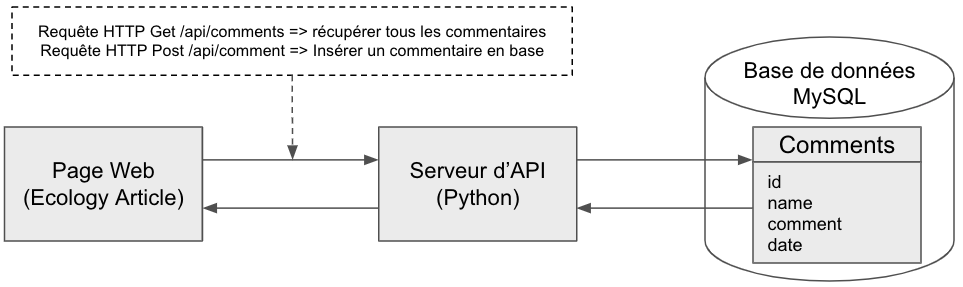 Requête HTTP Get /api/comments => récupérer tous les commentaires
Requête HTTP Post /api/comment => Insérer un commentaire en base
Page Web
(Ecology Article)
Serveur d’API
(Python)
Base de données
MySQL
Comments
id
name
comment
date